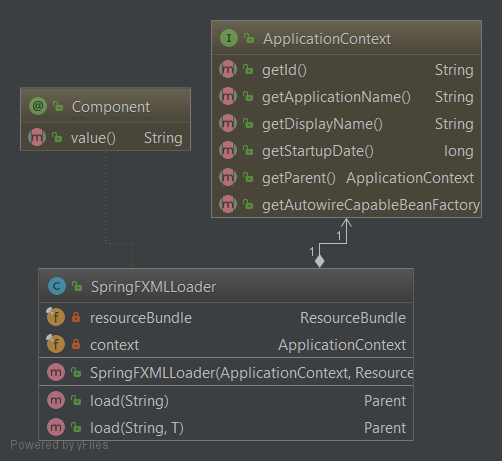 ApplicationContext
getId() String
getApplicationName() String
getDisplayName() String
getStartupDate() long
getParent() ApplicationContext
getAutowireCapableBeanFactory
@ Component
value() String
1
1
SpringFXMLLoader
resourceBundle ResourceBundle
context ApplicationContext
SpringFXMLLoader(ApplicationContext, Resource
load(String) Parent
load(String, T) Parent
Powered by yFiles